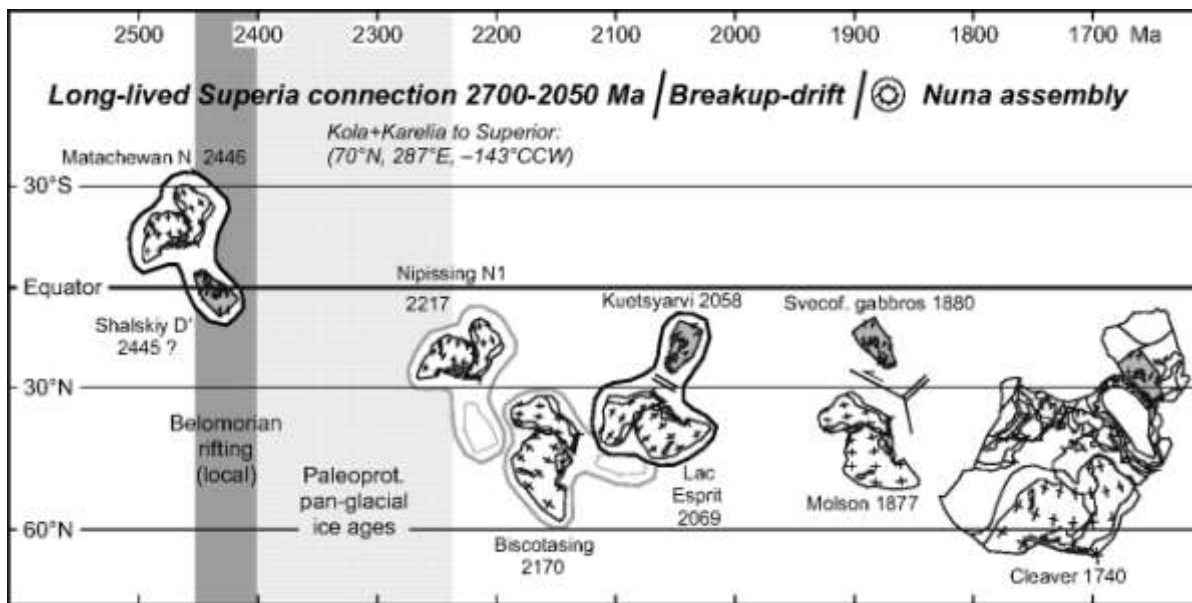 2500 2400 2300 2200 2100 2000 1900 1800 1700 Ma
Long-lived Superia connection 2700-2050 Ma / Breakup-drift / Nuna assembly
Kola+Karelia to Superior:
(70°N, 287°E, –143°CCW)
Matachewan N 2446
30°S
Nipissing N1
2217
Kuetsyarvi 2058
Svecof. gabbros 1880
Equator
Shalskiy D'
2445 ?
30°N
Belomorian
rifting
(local)
Paleoprot.
pan-glacial
ice ages
Lac
Esprit
2069
Molson 1877
60°N
Biscotasing
2170
Cleaver 1740